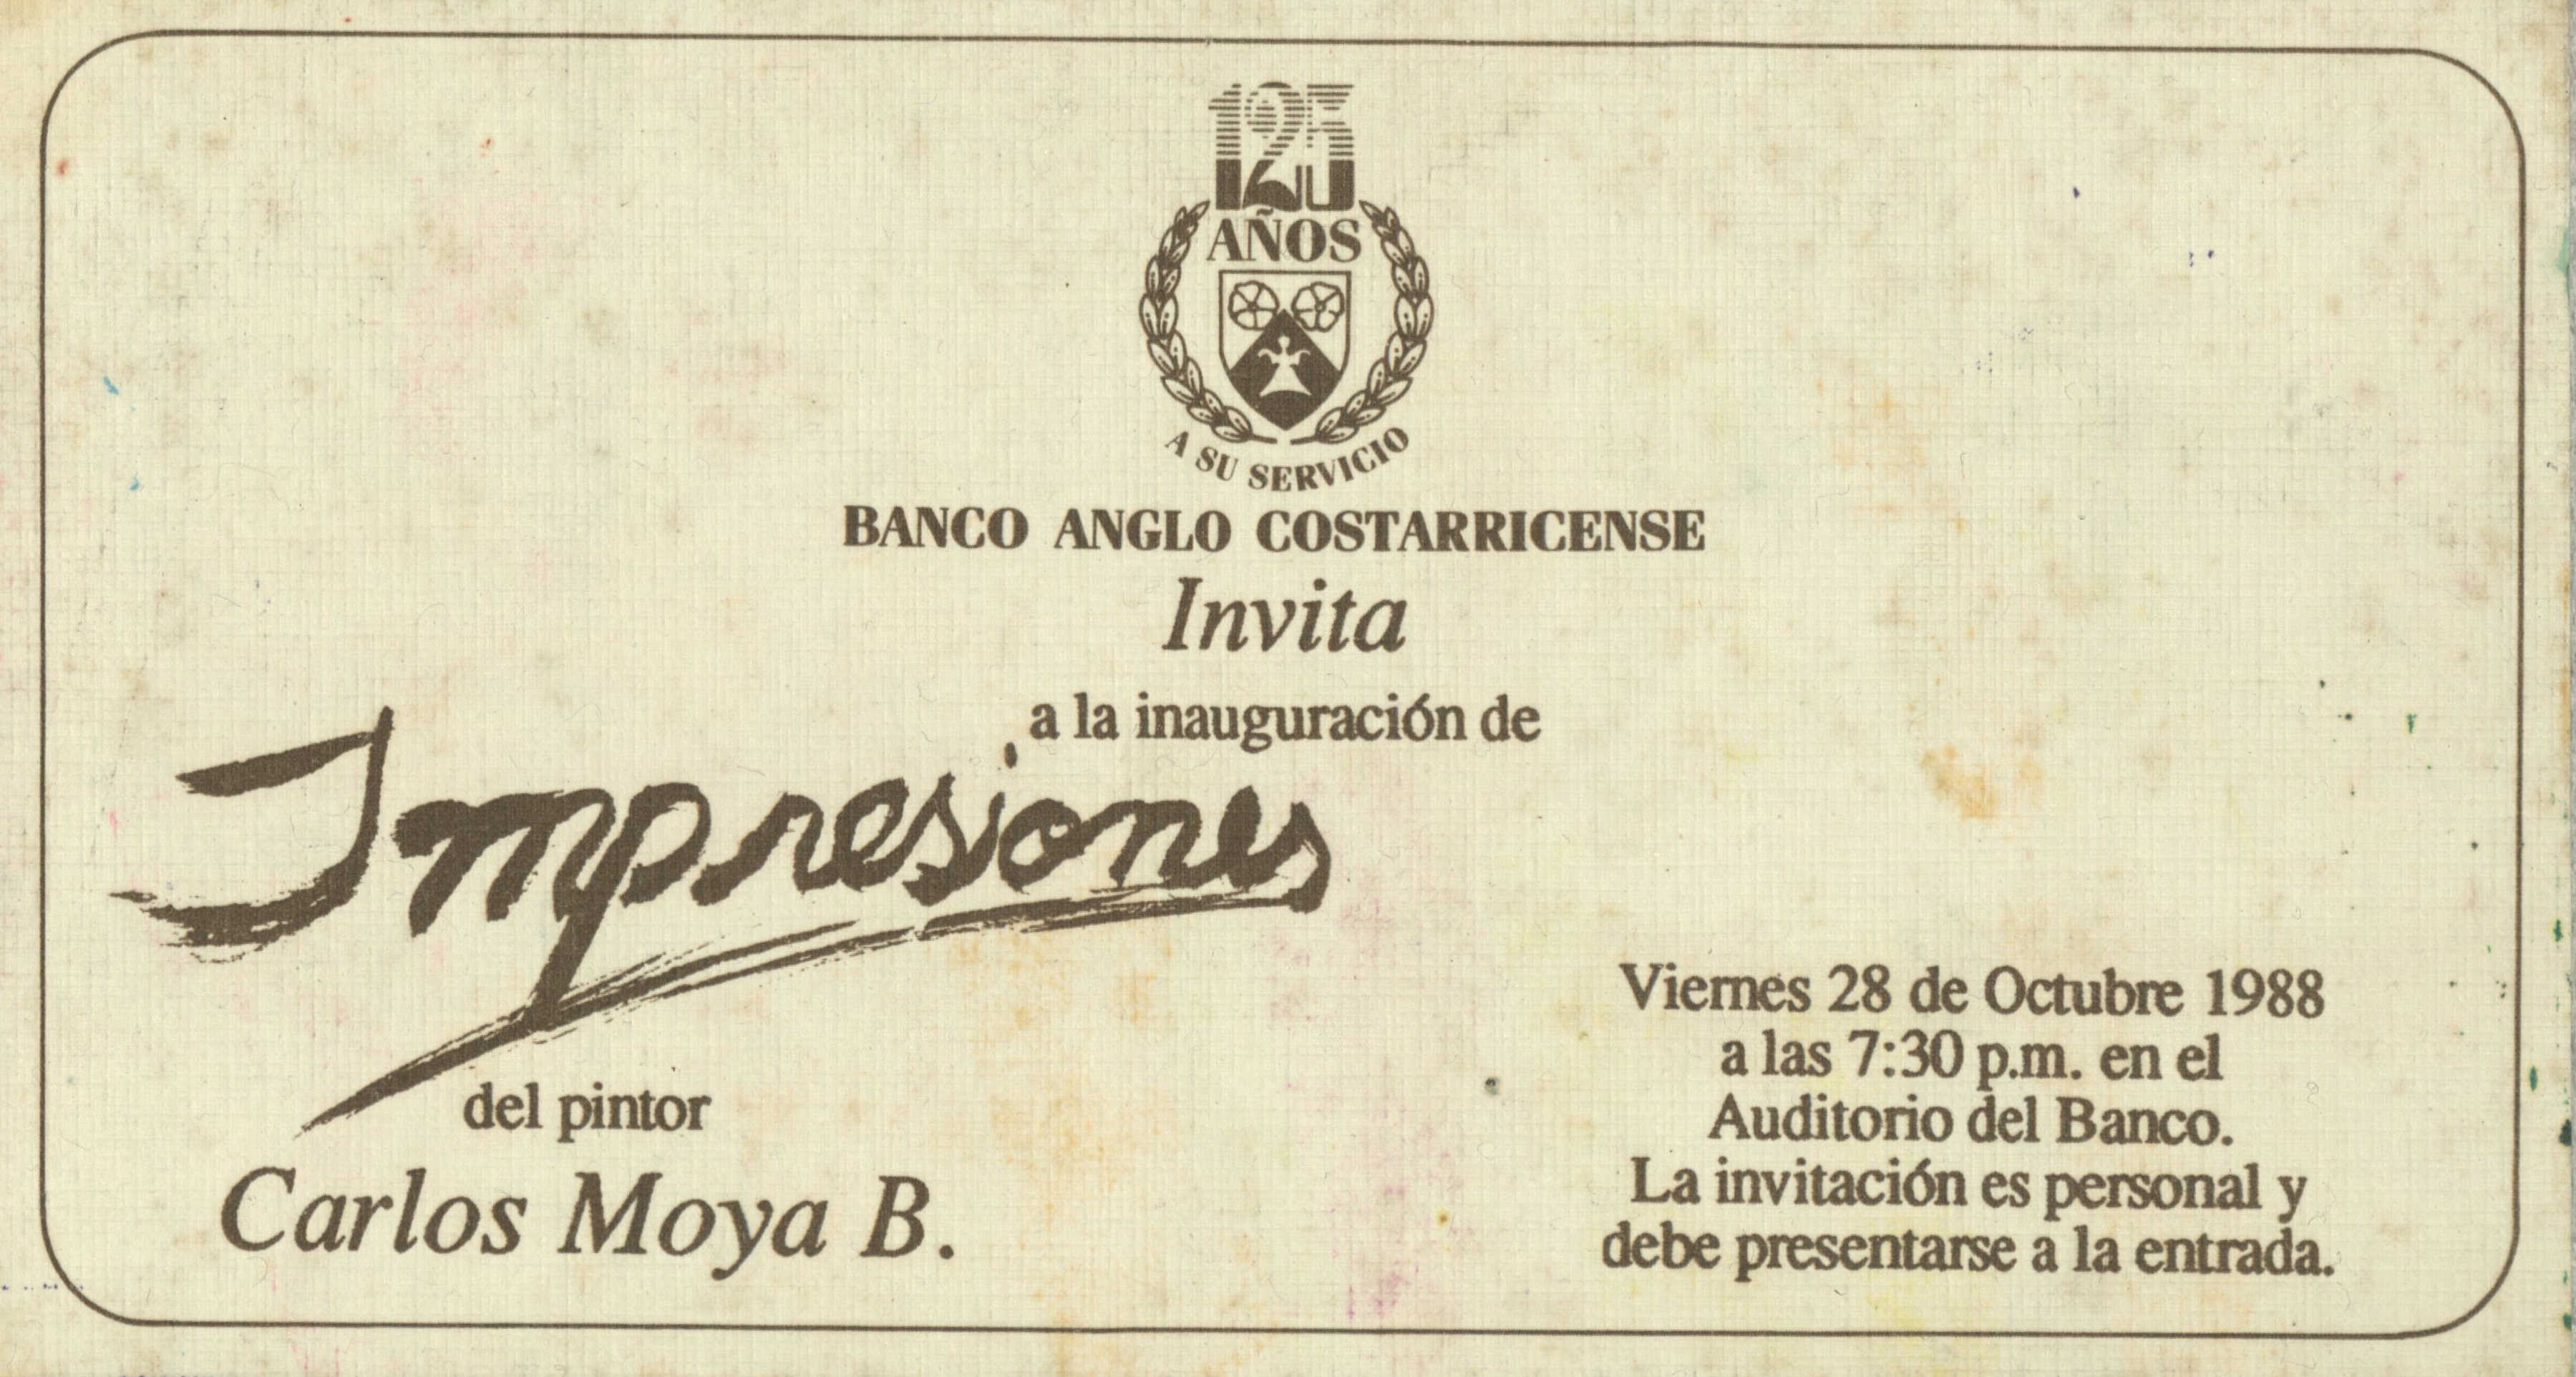 125
AÑOS
A SU SERVICIO
BANCO ANGLO COSTARRICENSE
Invita
a la inauguración de
Impresiones
del pintor
Carlos Moya B.
Viernes 28 de Octubre 1988
a las 7:30 p.m. en el
Auditorio del Banco.
La invitación es personal y
debe presentarse a la entrada.